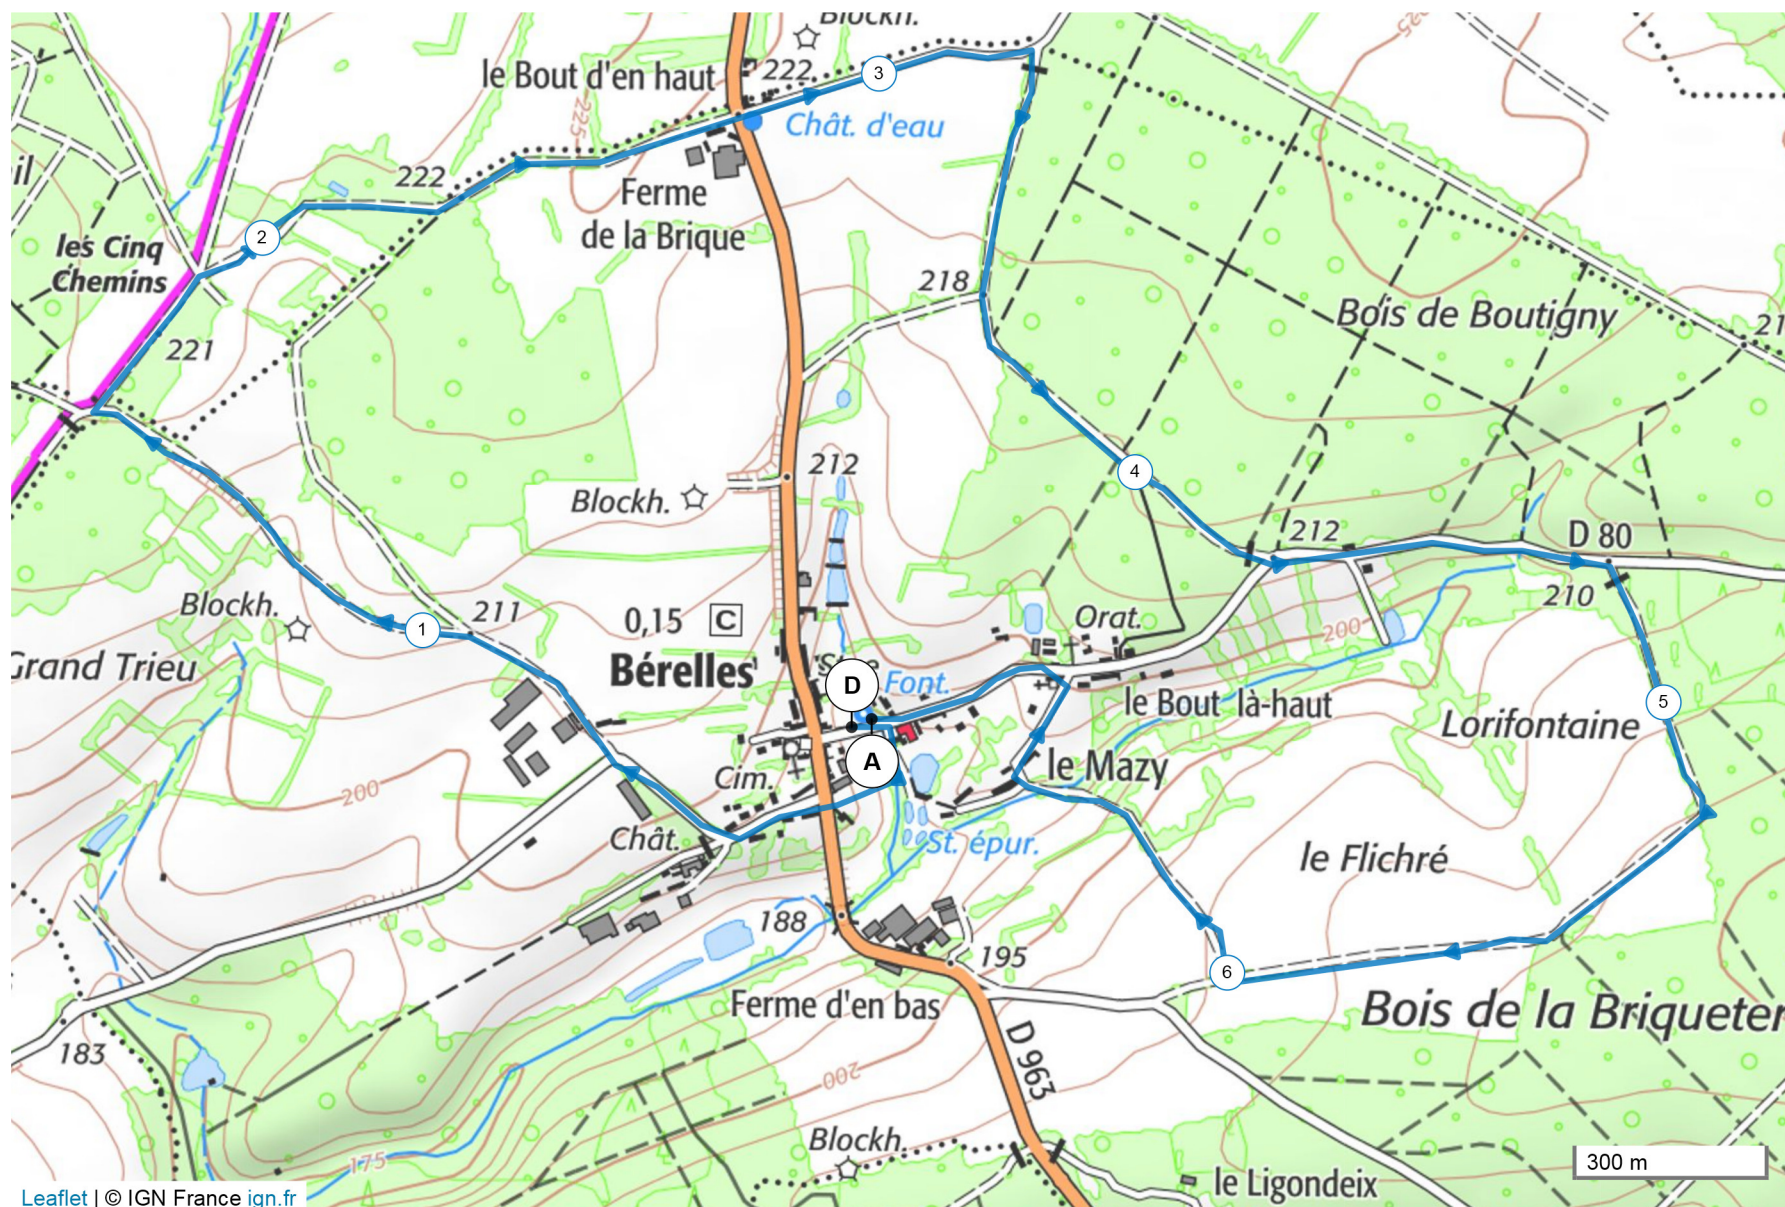 Blockh.
le Bout d'en haut
222
3
225
225
Chât. d'eau
222
Ferme
de la Brique
2
les Cinq
Chemins
218
Bois de Boutigny
221
212
4
Blockh.
212
D 80
210
Blockh.
1
211
0,15
C
Orat.
200
Grand Trieu
Bérelles
D
Font.
le Bout là-haut
5
Lorifontaine
A
Cim.
le Mazy
200
Chât.
St. épur.
le Flichré
188
195
6
Ferme d'en bas
Bois de la Briqueter
D 963
183
200
Blockh.
175
le Ligondeix
300 m
Leaflet | © IGN France ign.fr